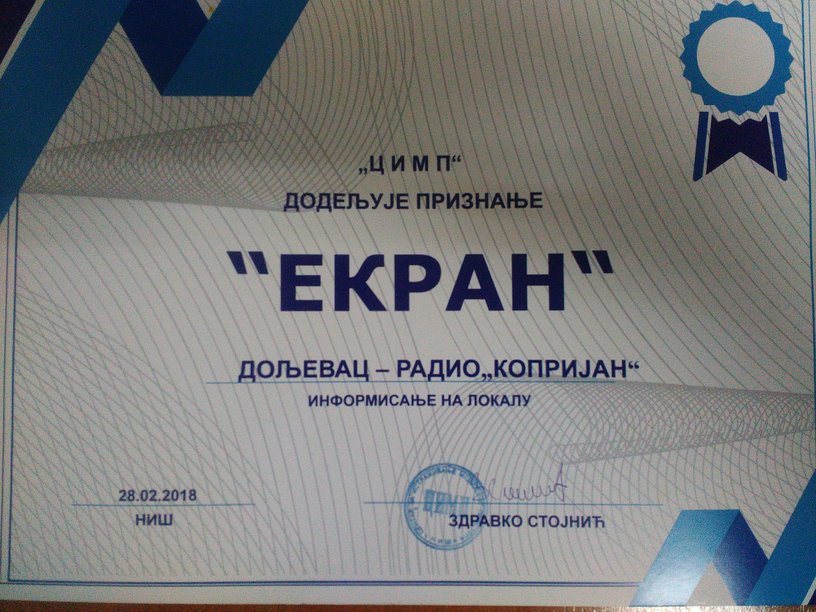 „Ц И М П“
ДОДЕЉУЈЕ ПРИЗНАЊЕ
"ЕКРАН"
ДОЉЕВАЦ – РАДИО„КОПРИЈАН“
ИНФОРМИСАЊЕ НА ЛОКАЛУ
28.02.2018
НИШ
ЗДРАВКО СТОЈНИЋ